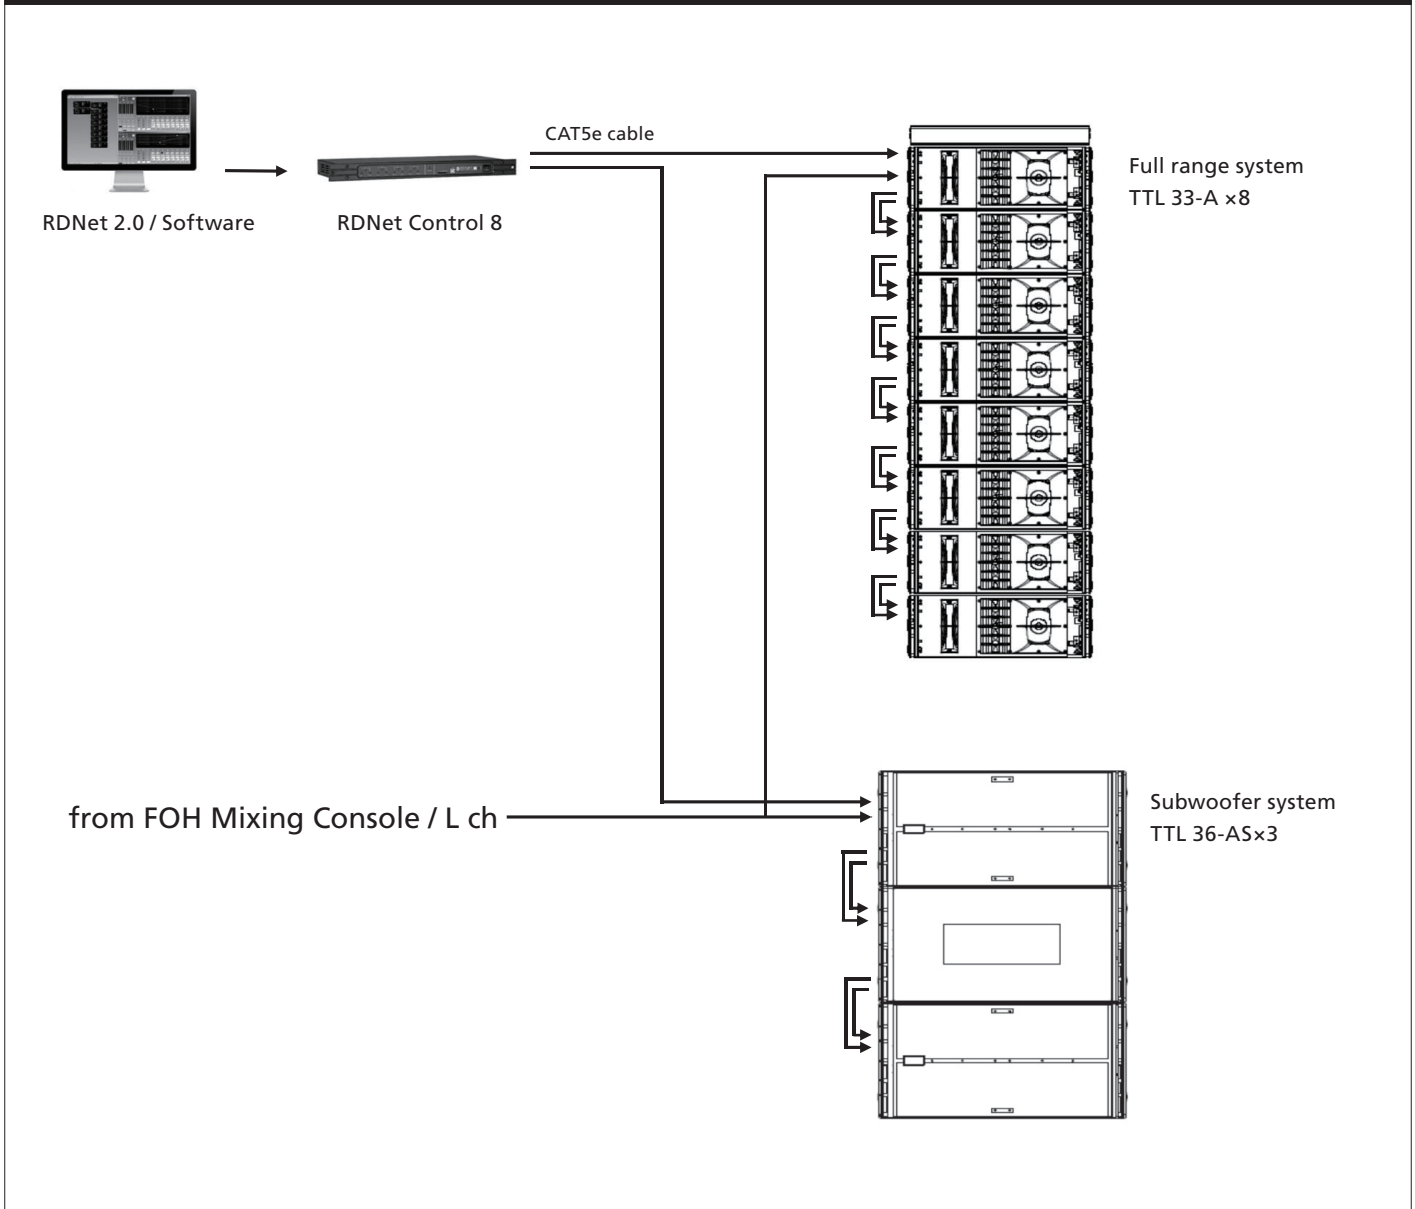 CAT5e cable
RDNet 2.0 / Software
RDNet Control 8
Full range system
TTL 33-A ×8
from FOH Mixing Console / L ch
Subwoofer system
TTL 36-AS×3